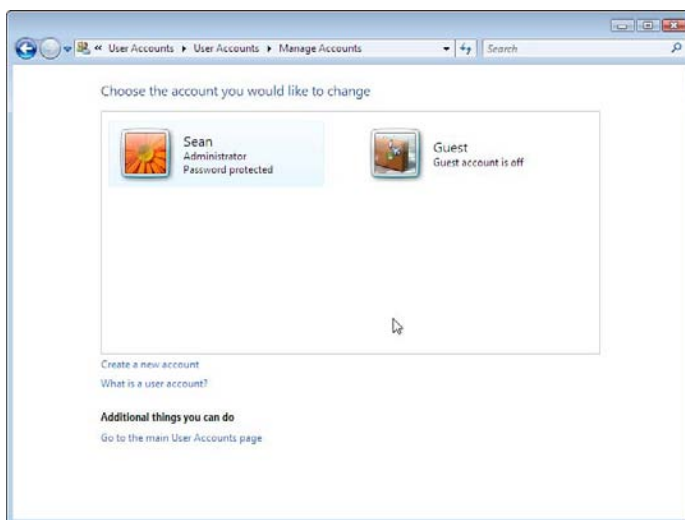 « User Accounts ▸ User Accounts ▸ Manage Accounts
Search
Choose the account you would like to change
Sean
Administrator
Password protected
Guest
Guest account is off
Create a new account
What is a user account?
Additional things you can do
Go to the main User Accounts page